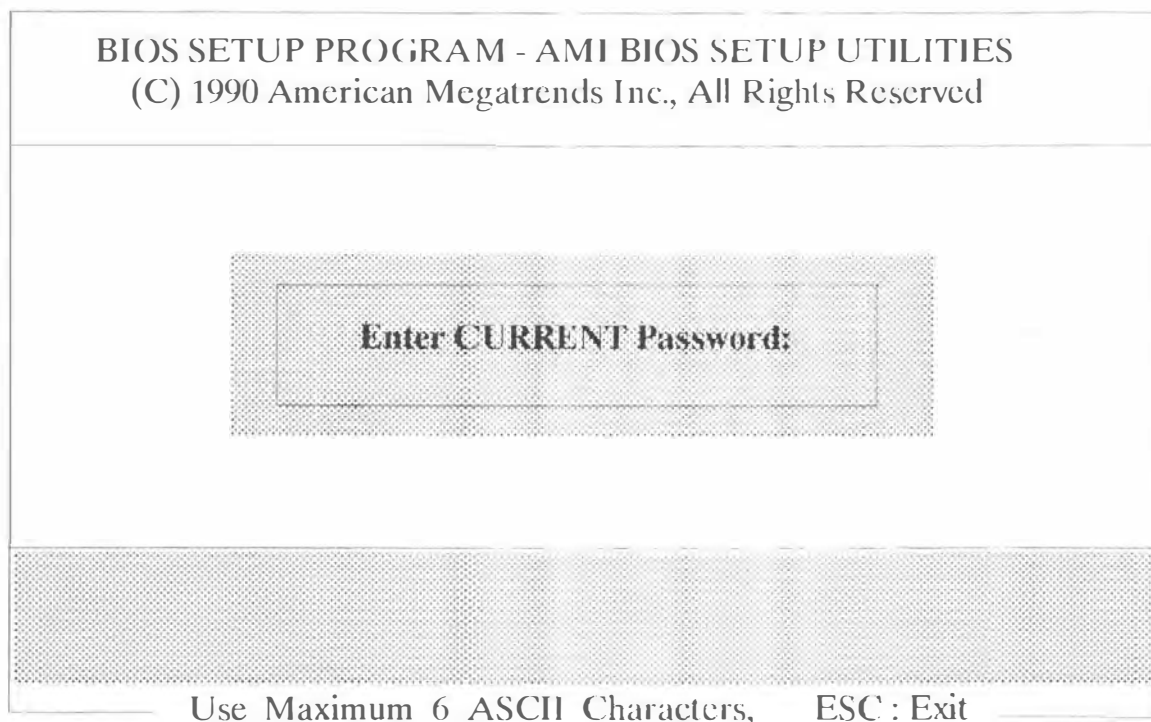 BIOS SETUP PROGRAM - AMI BIOS SETUP UTILITIES
(C) 1990 American Megatrends Inc., All Rights Reserved
Enter CURRENT Password:
Use Maximum 6 ASCII Characters, ESC : Exit